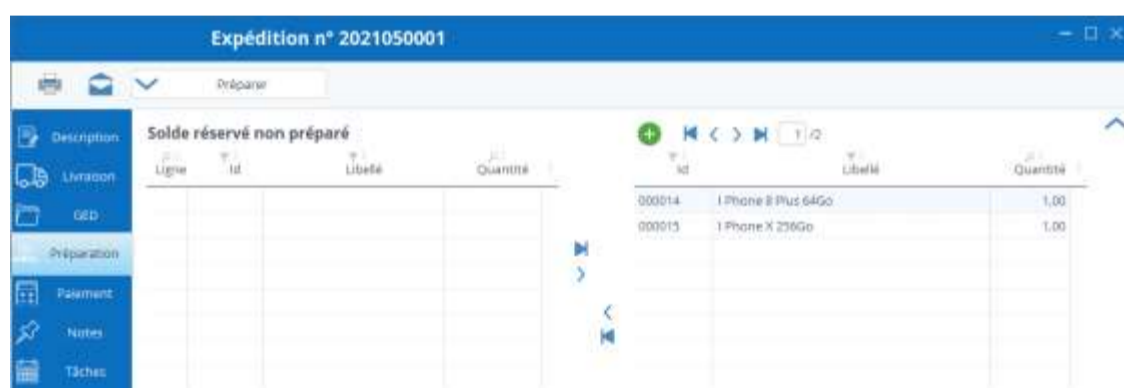 Expédition n° 2021050001
Préparer
Description
Livraison
GED
Préparation
Paiement
Notes
Tâches
Solde réservé non préparé
Ligne Id Libellé Quantité
1 /2
Id Libellé Quantité
000014 I Phone 8 Plus 64Go 1,00
000015 I Phone X 256Go 1,00